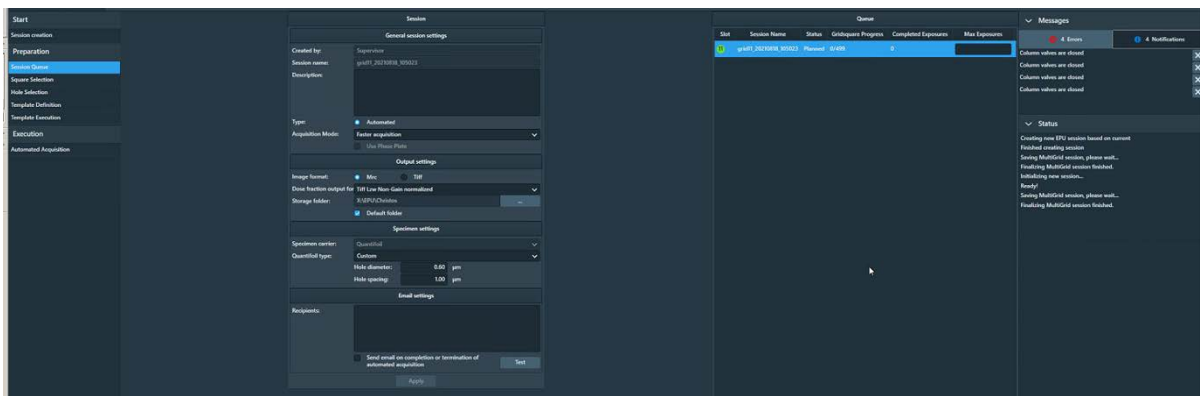 Start
Session creation
Preparation
Session Queue
Square Selection
Hole Selection
Template Definition
Template Execution
Execution
Automated Acquisition
Session
General session settings
Created by: Supervisor
Session name: grid11_20210818_105023
Description:
Type: Automated
Acquisition Mode: Faster acquisition
Use Phase Plate
Output settings
Image format: Mrc Tiff
Dose fraction output for Tiff Low Non-Gain normalized
Storage folder: X:\EPU\Christos ...
Default folder
Specimen settings
Specimen carrier: Quantifoil
Quantifoil type: Custom
Hole diameter: 0.60 µm
Hole spacing: 1.00 µm
Email settings
Recipients:
Send email on completion or termination of
automated acquisition
Test
Apply
Queue
Slot Session Name Status Gridsquare Progress Completed Exposures Max Exposures
11 grid11_20210818_105023 Planned 0/499 0
Messages
4 Errors 4 Notifications
Column valves are closed
Column valves are closed
Column valves are closed
Column valves are closed
Status
Creating new EPU session based on current
Finished creating session
Saving MultiGrid session, please wait...
Finalizing MultiGrid session finished.
Initializing new session...
Ready!
Saving MultiGrid session, please wait...
Finalizing MultiGrid session finished.